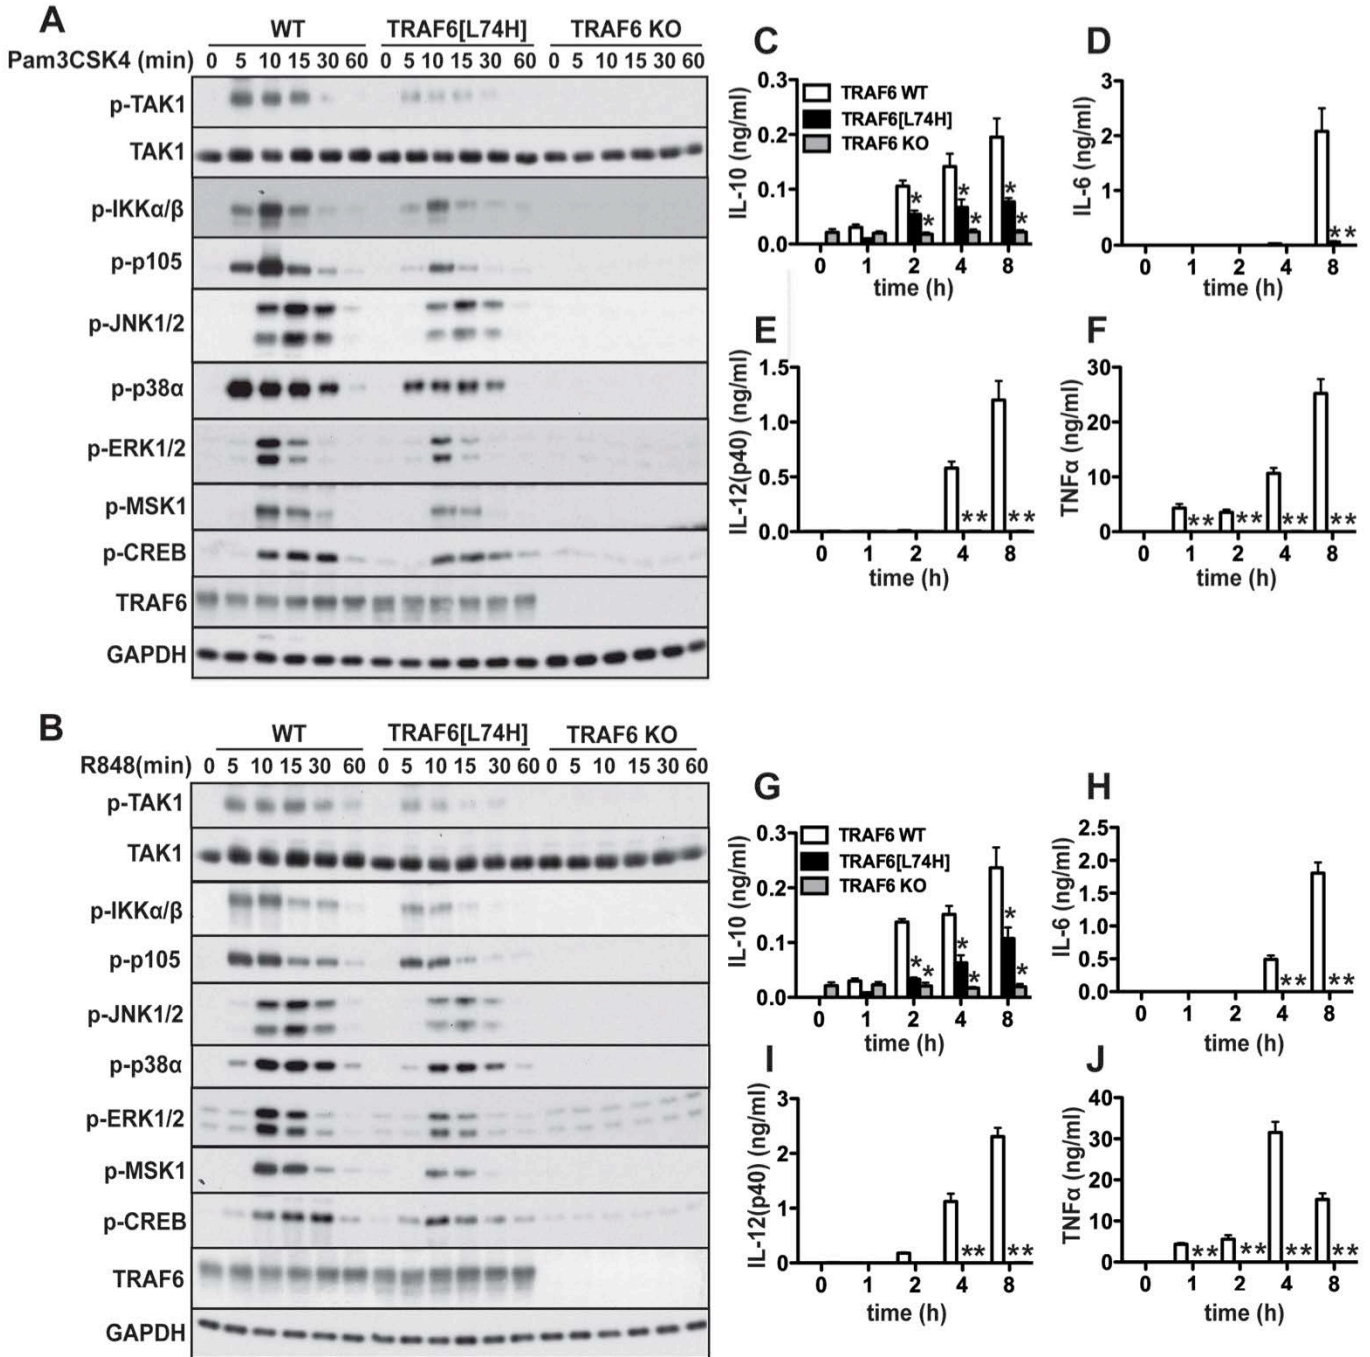 A
WT TRAF6[L74H] TRAF6 KO
Pam3CSK4 (min) 0 5 10 15 30 60 0 5 10 15 30 60 0 5 10 15 30 60
p-TAK1
TAK1
p-IKKα/β
p-p105
p-JNK1/2
p-p38α
p-ERK1/2
p-MSK1
p-CREB
TRAF6
GAPDH
B
WT TRAF6[L74H] TRAF6 KO
R848(min) 0 5 10 15 30 60 0 5 10 15 30 60 0 5 10 15 30 60
p-TAK1
TAK1
p-IKKα/β
p-p105
p-JNK1/2
p-p38α
p-ERK1/2
p-MSK1
p-CREB
TRAF6
GAPDH
C
IL-10 (ng/ml)
0.3
0.2
0.1
0.0
TRAF6 WT
TRAF6[L74H]
TRAF6 KO
* * * * * *
0 1 2 4 8
time (h)
D
IL-6 (ng/ml)
3
2
1
0
* *
0 1 2 4 8
time (h)
E
IL-12(p40) (ng/ml)
1.5
1.0
0.5
0.0
* * * *
0 1 2 4 8
time (h)
F
TNFα (ng/ml)
30
20
10
0
* * * * * * * *
0 1 2 4 8
time (h)
G
IL-10 (ng/ml)
0.3
0.2
0.1
0.0
TRAF6 WT
TRAF6[L74H]
TRAF6 KO
* * * * * *
0 1 2 4 8
time (h)
H
IL-6 (ng/ml)
2.5
2.0
1.5
1.0
0.5
0.0
* * * *
0 1 2 4 8
time (h)
I
IL-12(p40) (ng/ml)
3
2
1
0
* * * *
0 1 2 4 8
time (h)
J
TNFα (ng/ml)
40
30
20
10
0
* * * * * * * *
0 1 2 4 8
time (h)